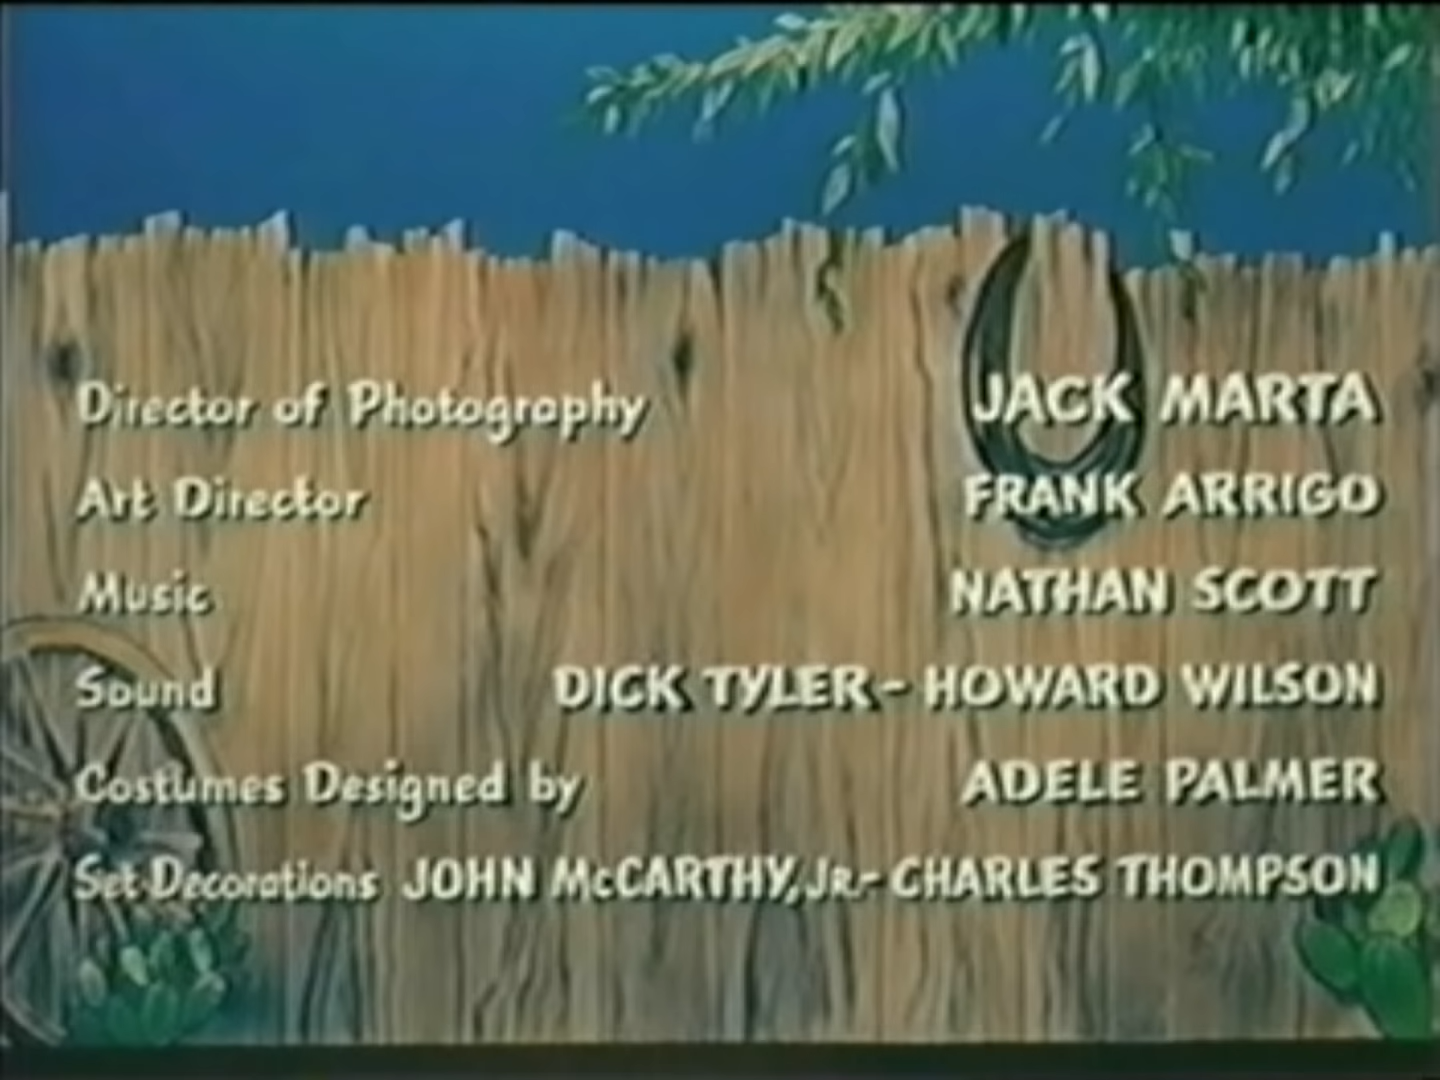 Director of Photography JACK MARTA
Art Director FRANK ARRIGO
Music NATHAN SCOTT
Sound DICK TYLER - HOWARD WILSON
Costumes Designed by ADELE PALMER
Set Decorations JOHN McCARTHY, JR. - CHARLES THOMPSON